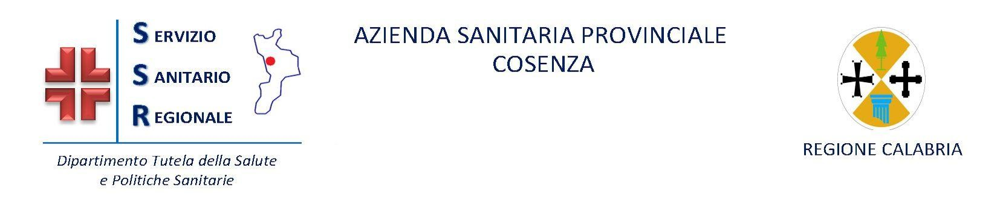 SERVIZIO
SANITARIO
REGIONALE
Dipartimento Tutela della Salute
e Politiche Sanitarie
AZIENDA SANITARIA PROVINCIALE
COSENZA
REGIONE CALABRIA